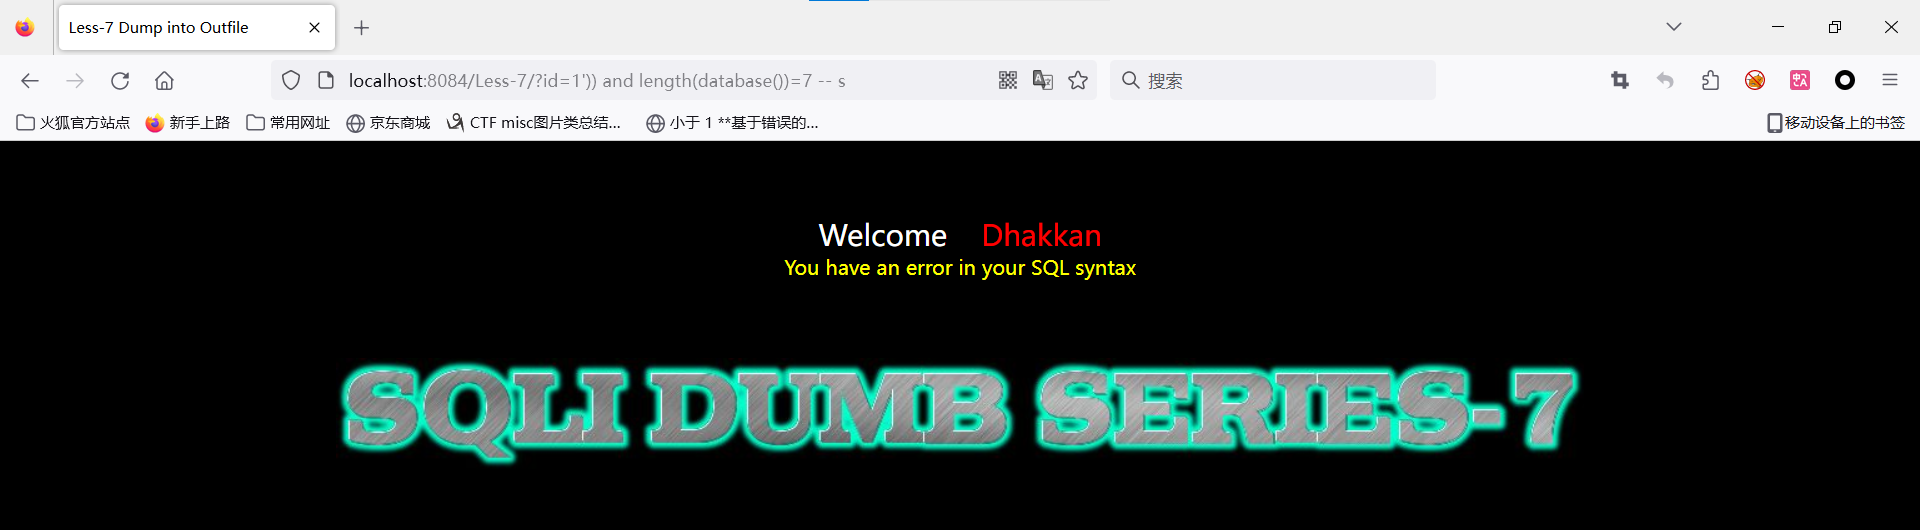 Less-7 Dump into Outfile
localhost:8084/Less-7/?id=1')) and length(database())=7 -- s
搜索
火狐官方站点 新手上路 常用网址 京东商城 CTF misc图片类总结... 小于 1 **基于错误的... 移动设备上的书签
Welcome Dhakkan
You have an error in your SQL syntax
SQLI DUMB SERIES-7